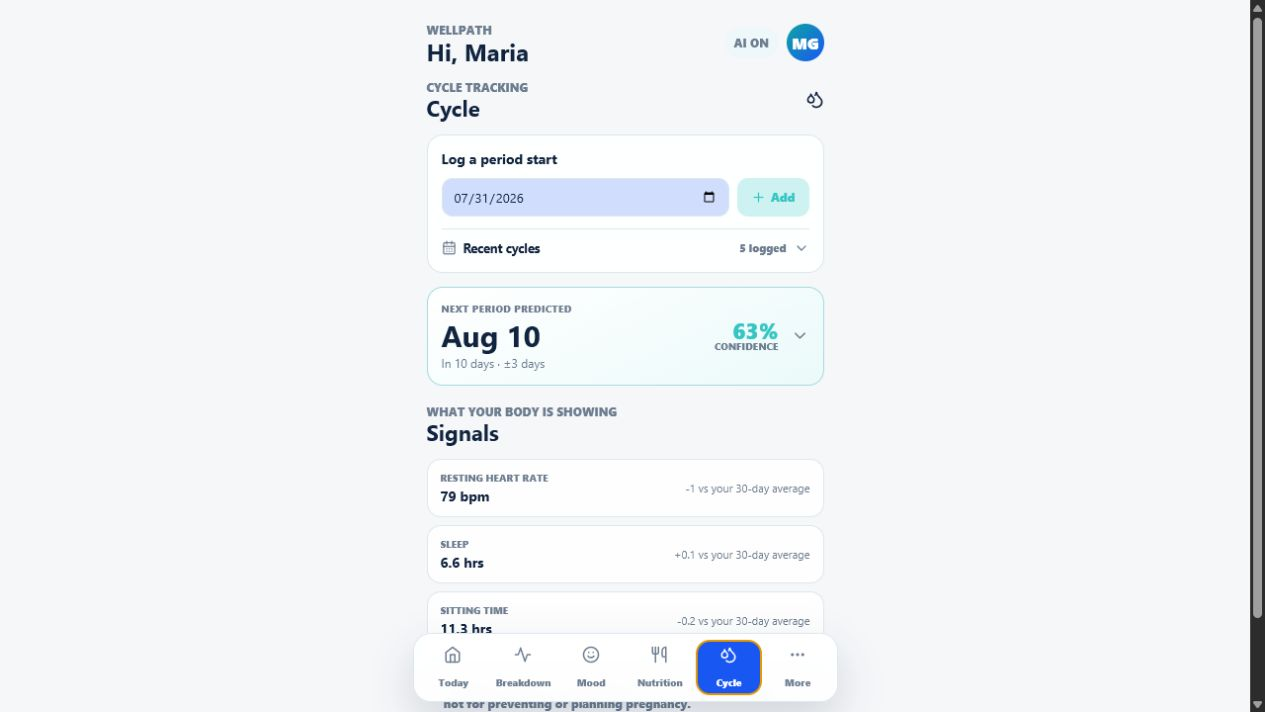 WELLPATH
Hi, Maria
AI ON
MG
CYCLE TRACKING
Cycle
Log a period start
07/31/2026
+ Add
Recent cycles
5 logged
NEXT PERIOD PREDICTED
Aug 10
In 10 days · ±3 days
63%
CONFIDENCE
WHAT YOUR BODY IS SHOWING
Signals
RESTING HEART RATE
79 bpm
-1 vs your 30-day average
SLEEP
6.6 hrs
+0.1 vs your 30-day average
SITTING TIME
11.3 hrs
-0.2 vs your 30-day average
Today
Breakdown
Mood
Nutrition
Cycle
More
not for preventing or planning pregnancy.